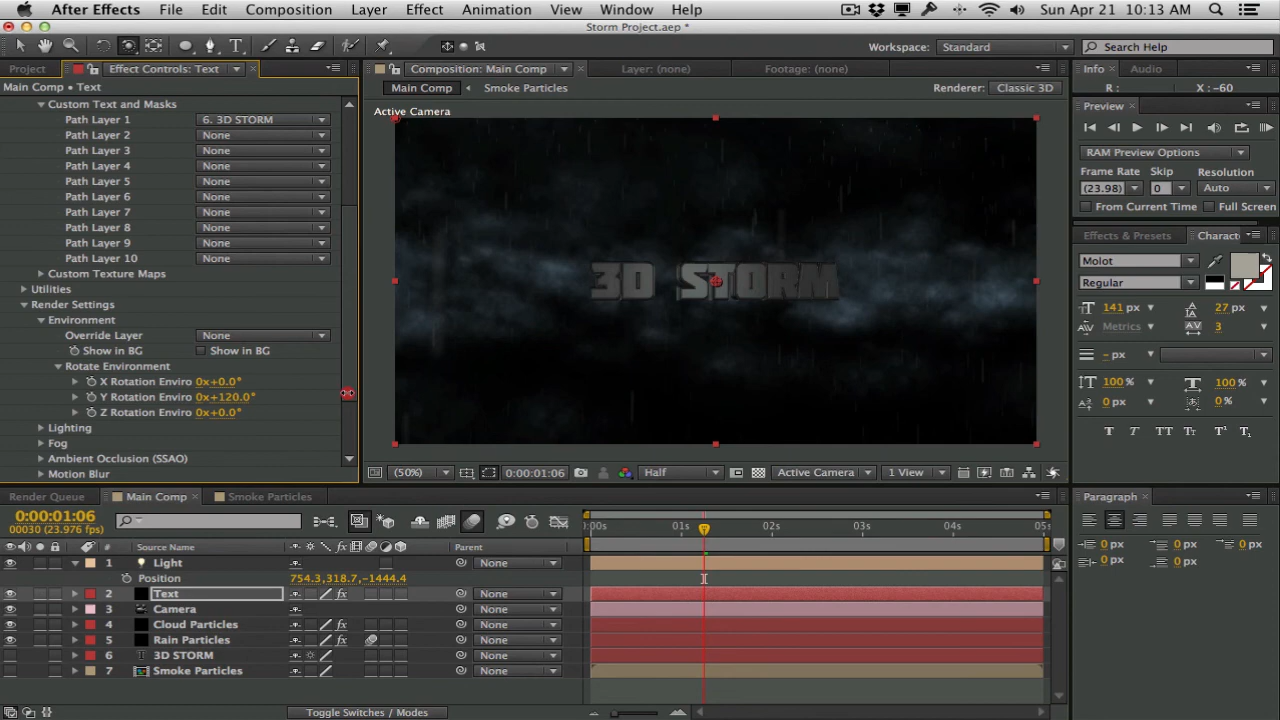 After Effects File Edit Composition Layer Effect Animation View Window Help Sun Apr 21 10:13 AM
Storm Project.aep *
Workspace: Standard Search Help
Project Effect Controls: Text Composition: Main Comp Layer: (none) Footage: (none) Info Audio
Main Comp • Text Main Comp Smoke Particles Renderer: Classic 3D R : X : -60
Custom Text and Masks Active Camera Preview
Path Layer 1 6. 3D STORM
Path Layer 2 None
Path Layer 3 None RAM Preview Options
Path Layer 4 None Frame Rate Skip Resolution
Path Layer 5 None (23.98) 0 Auto
Path Layer 6 None From Current Time Full Screen
Path Layer 7 None
Path Layer 8 None Effects & Presets Charact
Path Layer 9 None
Path Layer 10 None Molot
Custom Texture Maps 3D STORM Regular
Utilities
Render Settings 141 px 27 px
Environment Metrics 3
Override Layer None
Show in BG Show in BG - px
Rotate Environment
X Rotation Enviro 0x+0.0° 100 % 100 %
Y Rotation Enviro 0x+120.0° 0 px 0 %
Z Rotation Enviro 0x+0.0°
Lighting T T TT Tт T¹ T₁
Fog
Ambient Occlusion (SSAO)
Motion Blur (50%) 0:00:01:06 Half Active Camera 1 View
Render Queue Main Comp Smoke Particles Paragraph
0:00:01:06
00030 (23.976 fps) :00s 01s 02s 03s 04s 05s
# Source Name fx Parent 0 px 0 px 0 px
1 Light None 0 px 0 px
Position 754.3,318.7,-1444.4
2 Text fx None
3 Camera None
4 Cloud Particles fx None
5 Rain Particles fx None
6 3D STORM None
7 Smoke Particles None
Toggle Switches / Modes